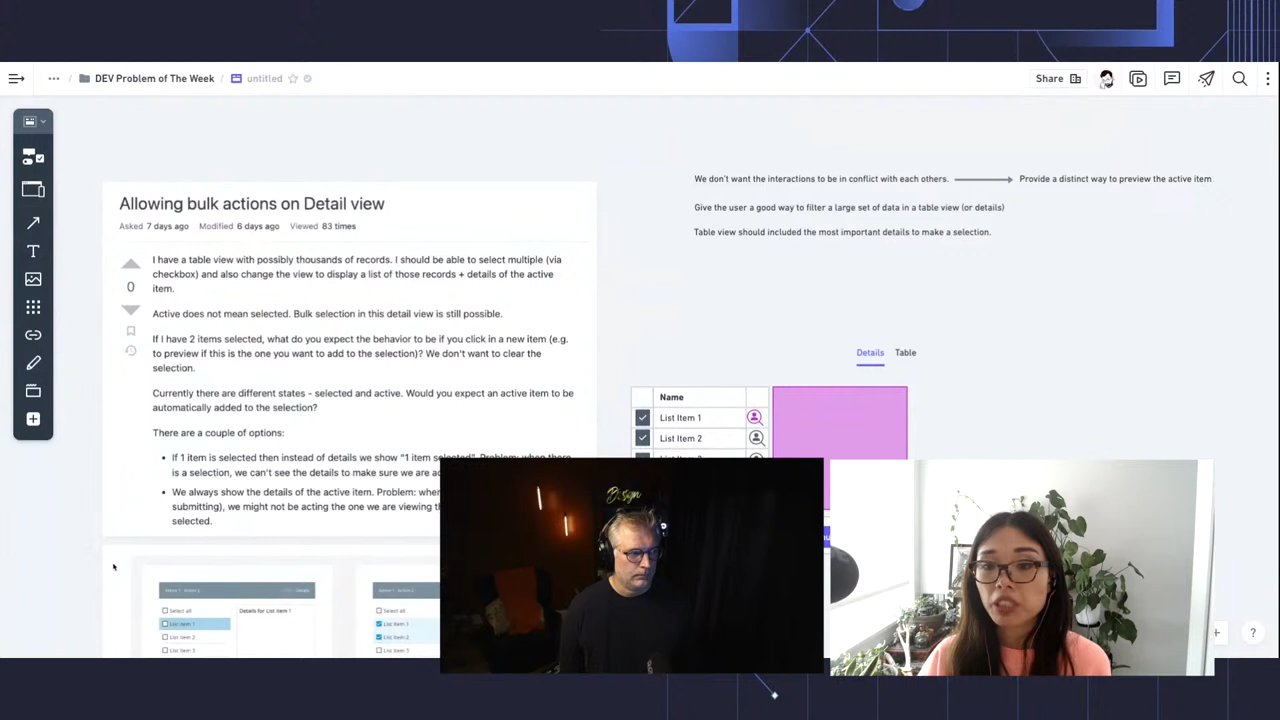 ... / DEV Problem of The Week / untitled
Share
Allowing bulk actions on Detail view
Asked 7 days ago Modified 6 days ago Viewed 83 times
I have a table view with possibly thousands of records. I should be able to select multiple (via
checkbox) and also change the view to display a list of those records + details of the active
item.
0
Active does not mean selected. Bulk selection in this detail view is still possible.
If I have 2 items selected, what do you expect the behavior to be if you click in a new item (e.g.
to preview if this is the one you want to add to the selection)? We don't want to clear the
selection.
Currently there are different states - selected and active. Would you expect an active item to be
automatically added to the selection?
There are a couple of options:
• If 1 item is selected then instead of details we show "1 item selected". Problem: when there
is a selection, we can't see the details to make sure we are
• We always show the details of the active item. Problem:
submitting), we might not be acting the one we are viewing
selected.
Select all
List item 1
List item 2
List item 3
Details for List item 1
Select all
List item 1
List item 2
List item 3
We don't want the interactions to be in conflict with each others.
Provide a distinct way to preview the active item
Give the user a good way to filter a large set of data in a table view (or details)
Table view should included the most important details to make a selection.
Details Table
Name
List Item 1
List Item 2
T
?